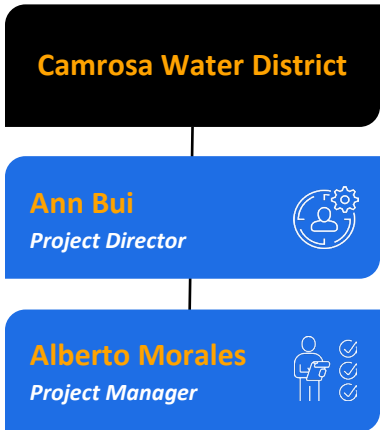 Camrosa Water District
Ann Bui
Project Director
Alberto Morales
Project Manager